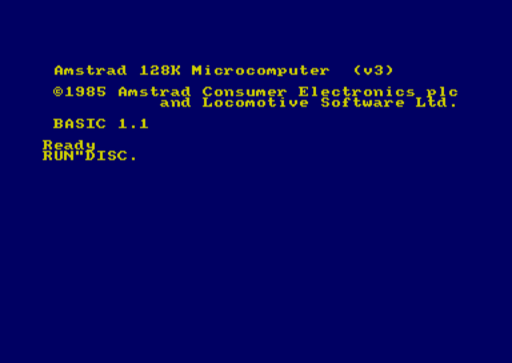 Amstrad 128K Microcomputer (v3)
©1985 Amstrad Consumer Electronics plc
and Locomotive Software Ltd.
BASIC 1.1
Ready
RUN"DISC.